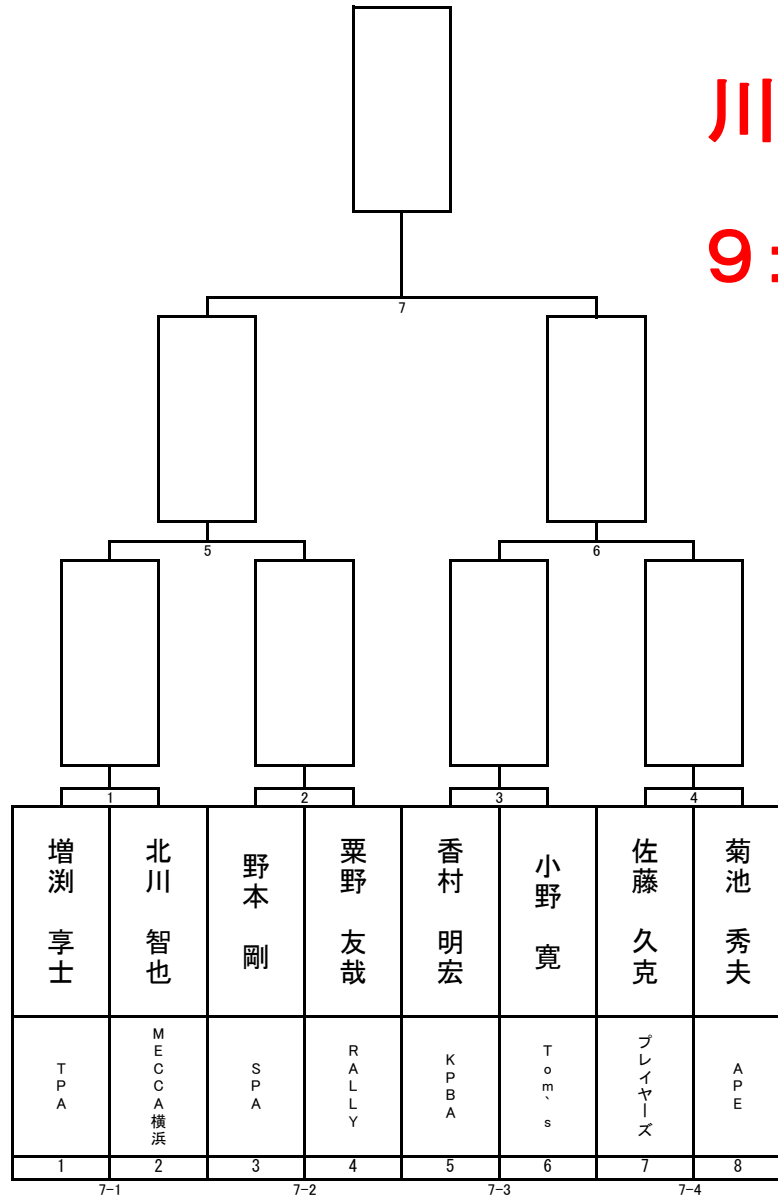 川
9:
7
5
6
1
2
3
4
増渕 享士
北川 智也
野本 剛
粟野 友哉
香村 明宏
小野 寛
佐藤 久克
菊池 秀夫
TPA
MECCA横浜
SPA
RALLY
KPBA
Tom`s
プレイヤーズ
APE
1
2
3
4
5
6
7
8
7-1
7-2
7-3
7-4